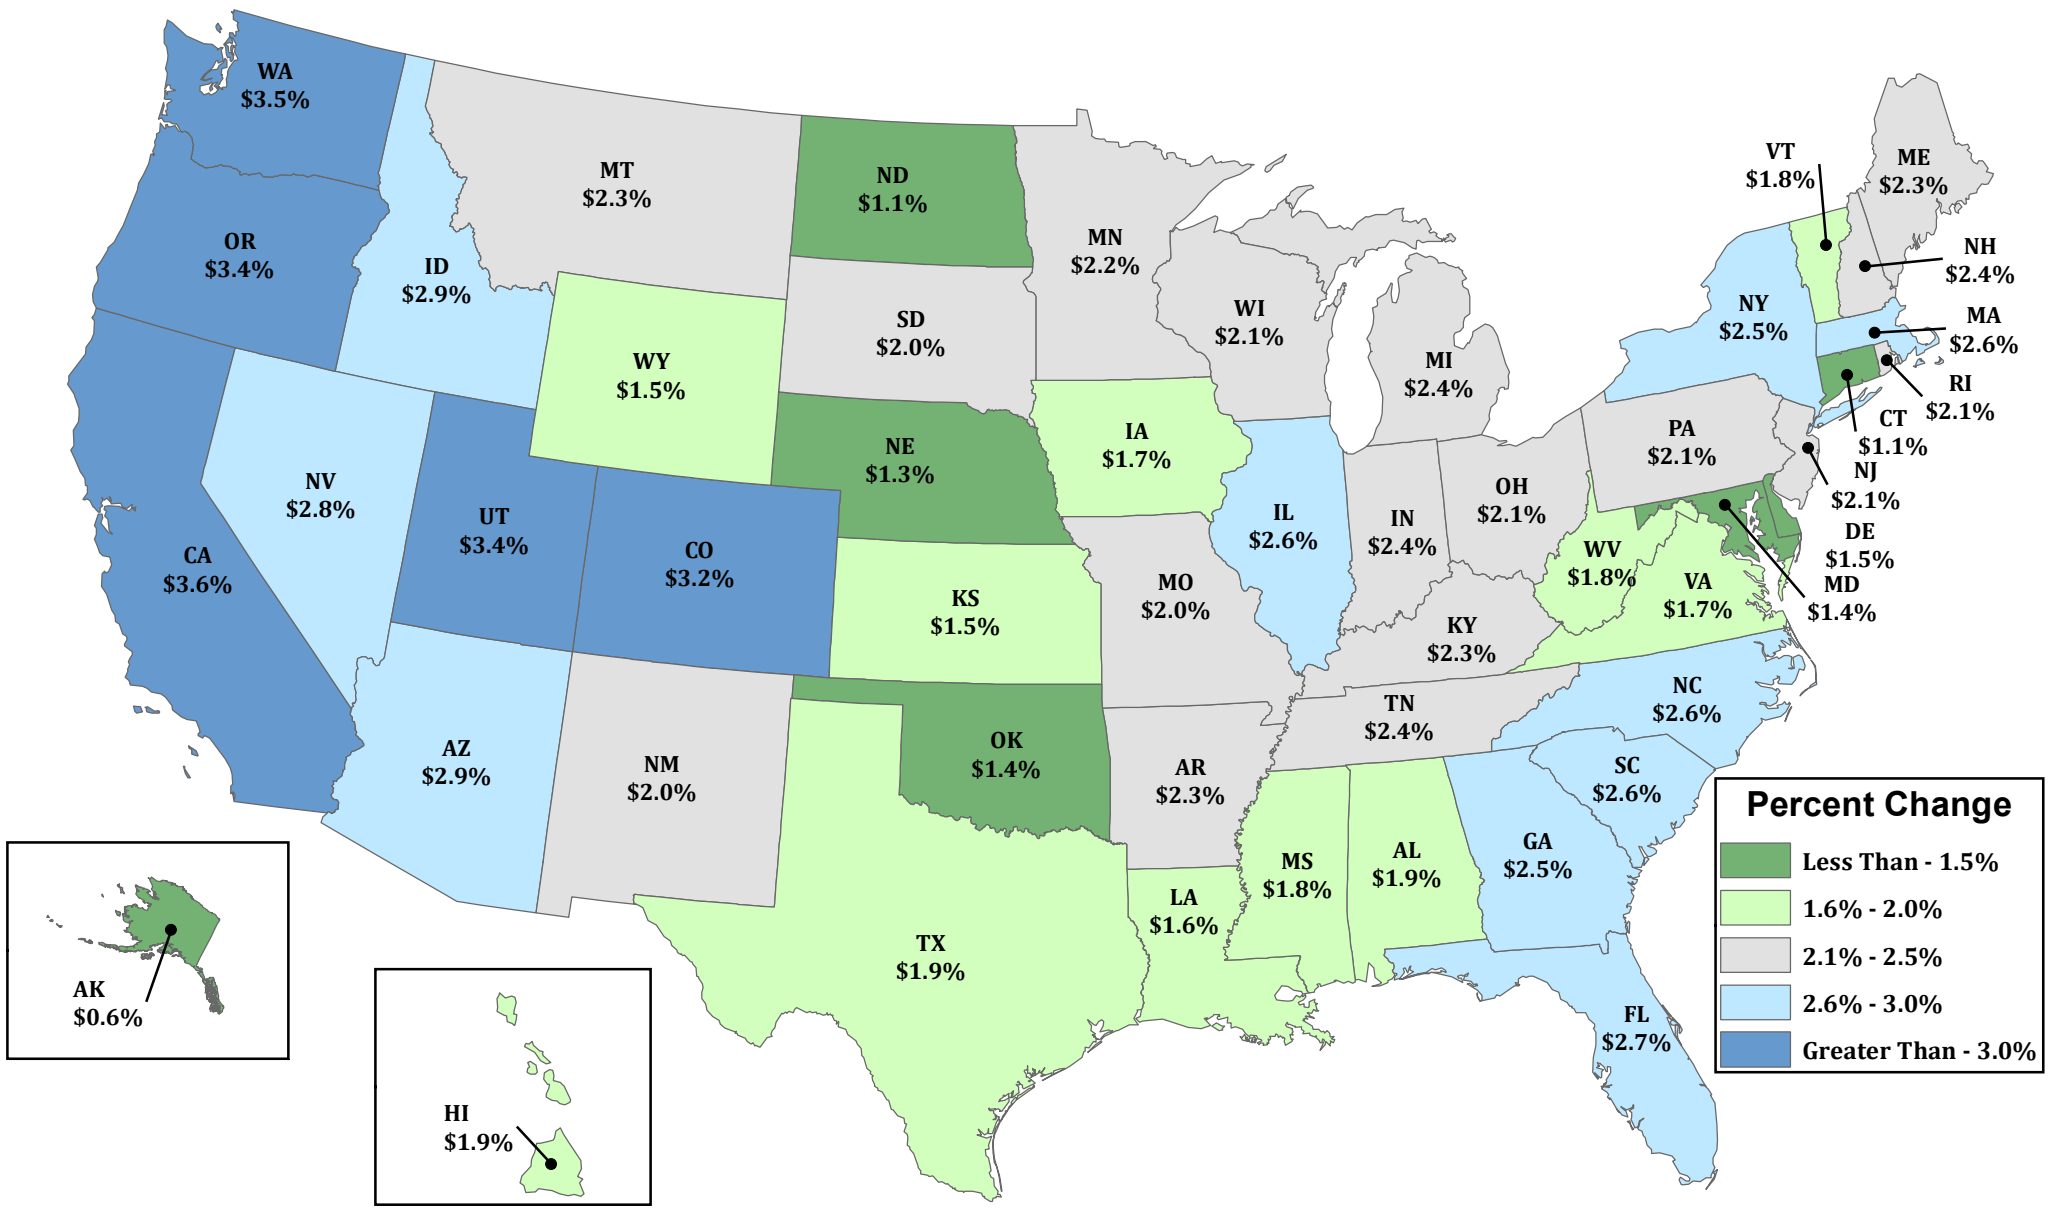 WA
$3.5%
OR
$3.4%
CA
$3.6%
ID
$2.9%
NV
$2.8%
MT
$2.3%
WY
$1.5%
UT
$3.4%
CO
$3.2%
AZ
$2.9%
NM
$2.0%
ND
$1.1%
SD
$2.0%
NE
$1.3%
KS
$1.5%
OK
$1.4%
TX
$1.9%
MN
$2.2%
IA
$1.7%
MO
$2.0%
AR
$2.3%
LA
$1.6%
WI
$2.1%
IL
$2.6%
MI
$2.4%
IN
$2.4%
OH
$2.1%
KY
$2.3%
TN
$2.4%
MS
$1.8%
AL
$1.9%
GA
$2.5%
FL
$2.7%
SC
$2.6%
NC
$2.6%
VA
$1.7%
WV
$1.8%
PA
$2.1%
NY
$2.5%
VT
$1.8%
ME
$2.3%
NH
$2.4%
MA
$2.6%
RI
$2.1%
CT
$1.1%
NJ
$2.1%
DE
$1.5%
MD
$1.4%
AK
$0.6%
HI
$1.9%
Percent Change
Less Than - 1.5%
1.6% - 2.0%
2.1% - 2.5%
2.6% - 3.0%
Greater Than - 3.0%